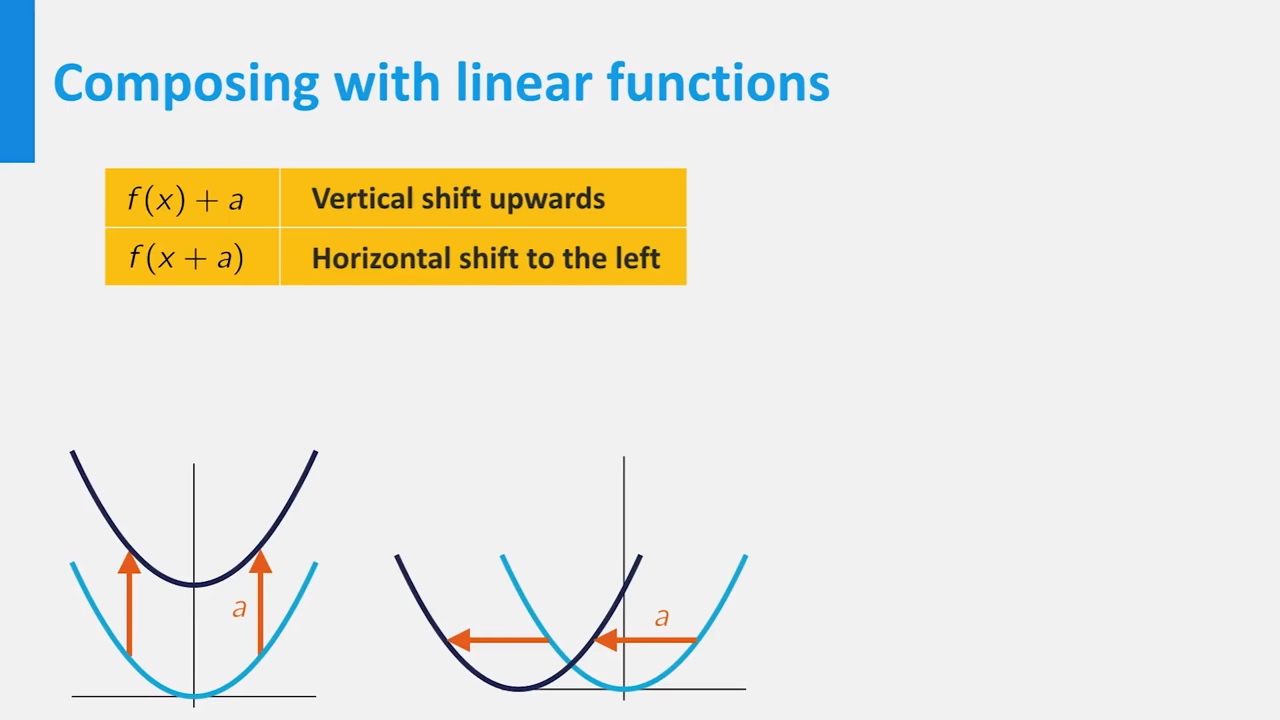 Composing with linear functions
f(x) + a Vertical shift upwards
f(x + a) Horizontal shift to the left
a
a